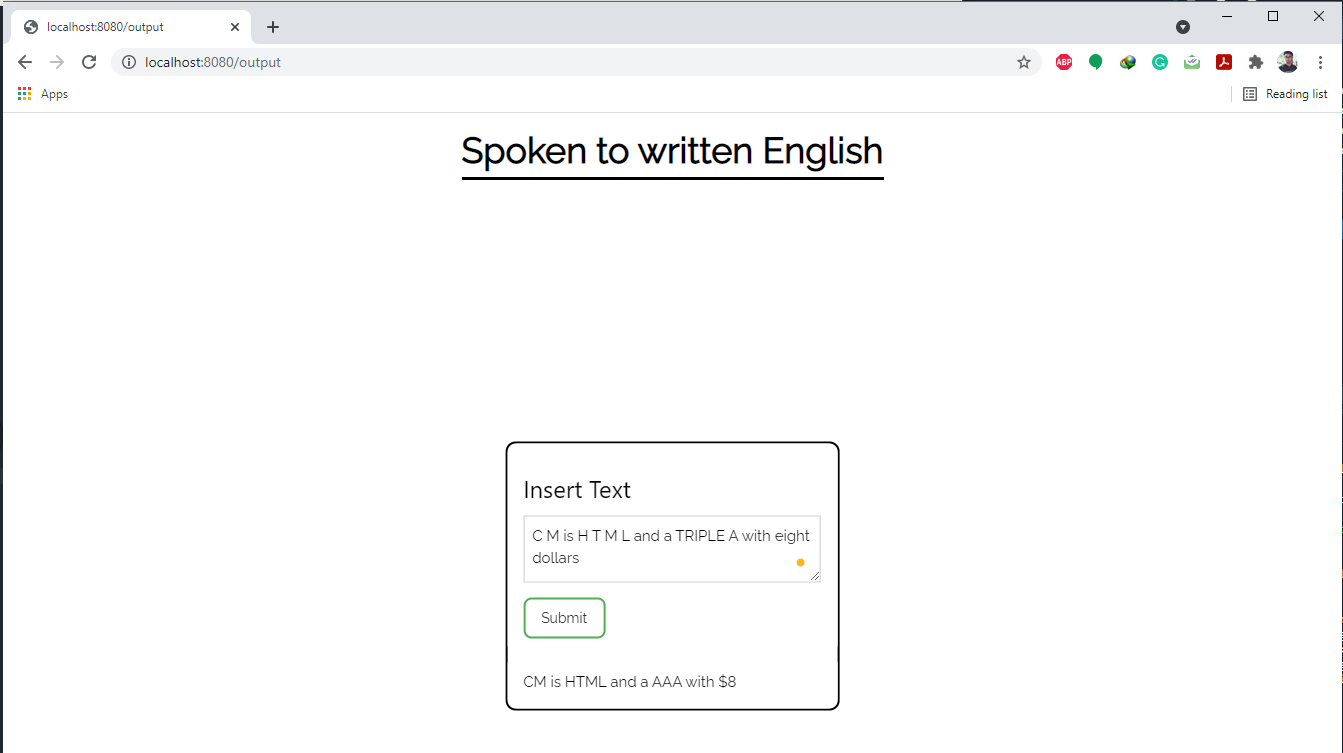 localhost:8080/output
localhost:8080/output
ABP
Apps
Reading list
Spoken to written English
Insert Text
C M is H T M L and a TRIPLE A with eight
dollars
Submit
CM is HTML and a AAA with $8